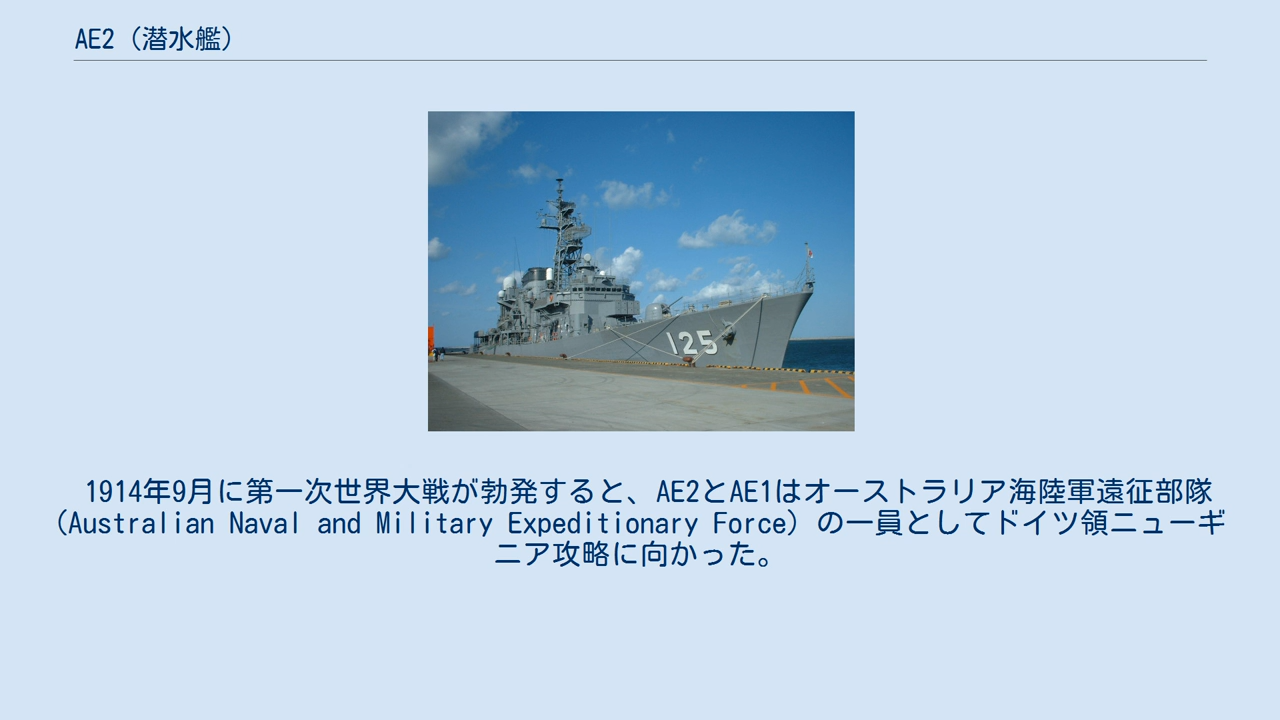 AE2（潜水艦）
125
1914年9月に第一次世界大戦が勃発すると、AE2とAE1はオーストラリア海陸軍遠征部隊
（Australian Naval and Military Expeditionary Force）の一員としてドイツ領ニューギ
ニア攻略に向かった。